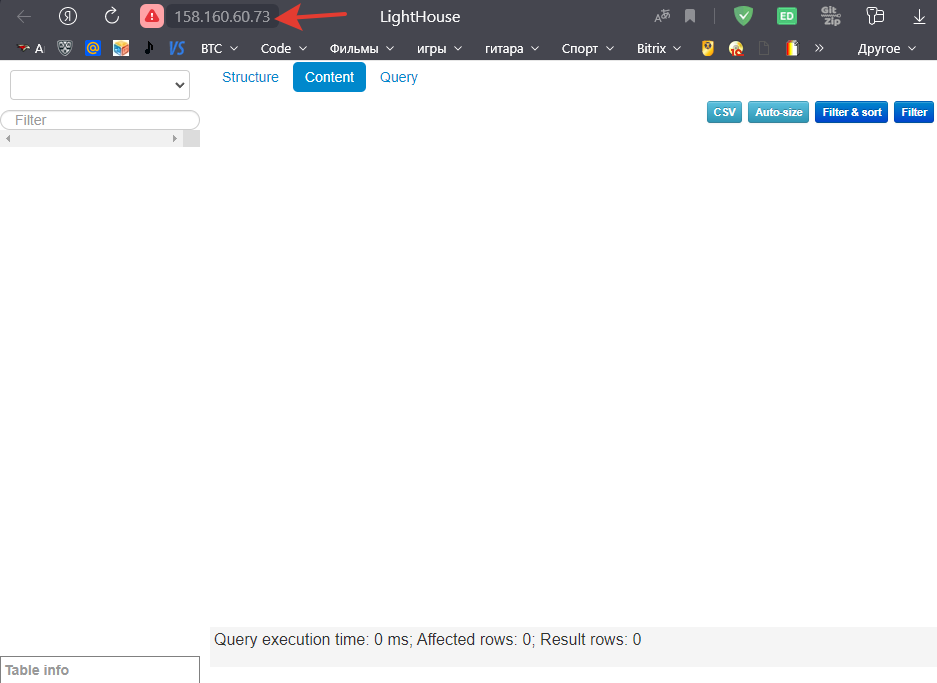 158.160.60.73 LightHouse Git Zip
ED
A VS BTC Code Фильмы игры гитара Спорт Bitrix » Другое
Structure Content Query
CSV Auto-size Filter & sort Filter
Filter
Query execution time: 0 ms; Affected rows: 0; Result rows: 0
Table info